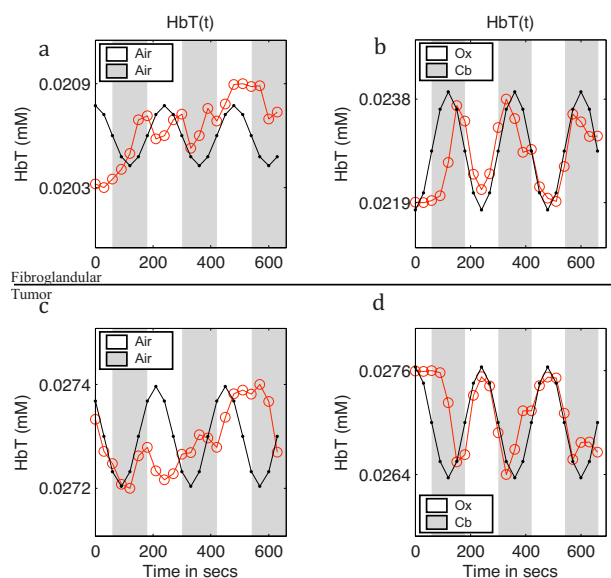 HbT(t)
HbT(t)
a
Air
Air
0.0209
0.0203
HbT (mM)
0 200 400 600
b
Ox
Cb
0.0238
0.0219
HbT (mM)
0 200 400 600
Fibroglandular
Tumor
c
Air
Air
0.0274
0.0272
HbT (mM)
0 200 400 600
Time in secs
d
0.0276
0.0264
HbT (mM)
Ox
Cb
0 200 400 600
Time in secs